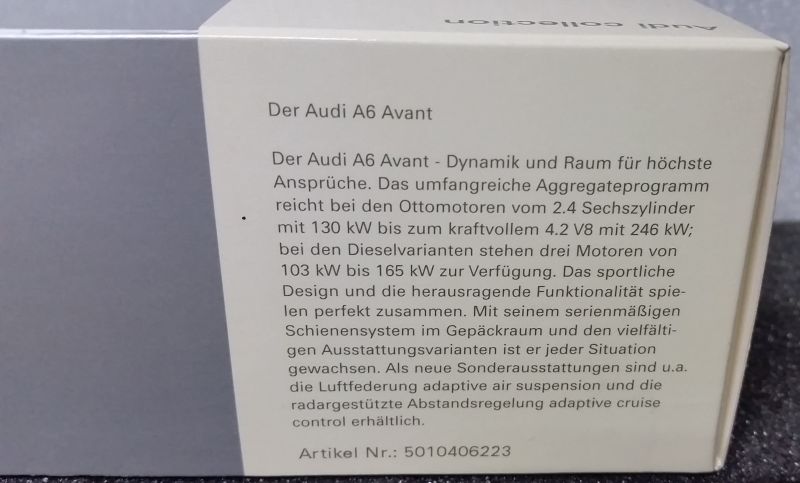 Audi collection
Der Audi A6 Avant
Der Audi A6 Avant - Dynamik und Raum für höchste
Ansprüche. Das umfangreiche Aggregateprogramm
reicht bei den Ottomotoren vom 2.4 Sechszylinder
mit 130 kW bis zum kraftvollem 4.2 V8 mit 246 kW;
bei den Dieselvarianten stehen drei Motoren von
103 kW bis 165 kW zur Verfügung. Das sportliche
Design und die herausragende Funktionalität spie-
len perfekt zusammen. Mit seinem serienmäßigen
Schienensystem im Gepäckraum und den vielfälti-
gen Ausstattungsvarianten ist er jeder Situation
gewachsen. Als neue Sonderausstattungen sind u.a.
die Luftfederung adaptive air suspension und die
radargestützte Abstandsregelung adaptive cruise
control erhältlich.
Artikel Nr.: 5010406223